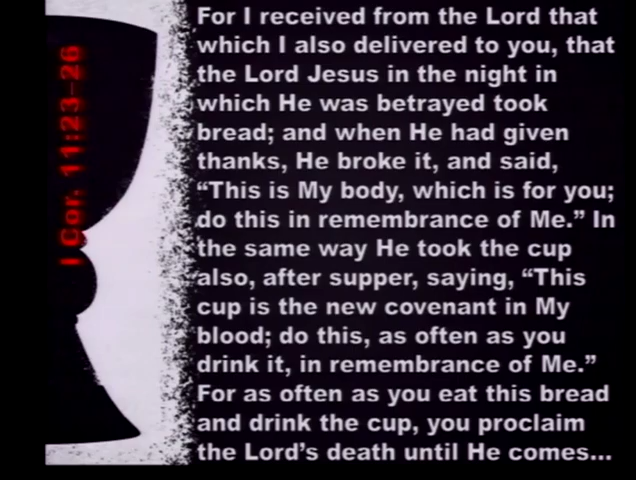 I Cor. 11:23-26
For I received from the Lord that
which I also delivered to you, that
the Lord Jesus in the night in
which He was betrayed took
bread; and when He had given
thanks, He broke it, and said,
“This is My body, which is for you;
do this in remembrance of Me.” In
the same way He took the cup
also, after supper, saying, “This
cup is the new covenant in My
blood; do this, as often as you
drink it, in remembrance of Me.”
For as often as you eat this bread
and drink the cup, you proclaim
the Lord’s death until He comes...